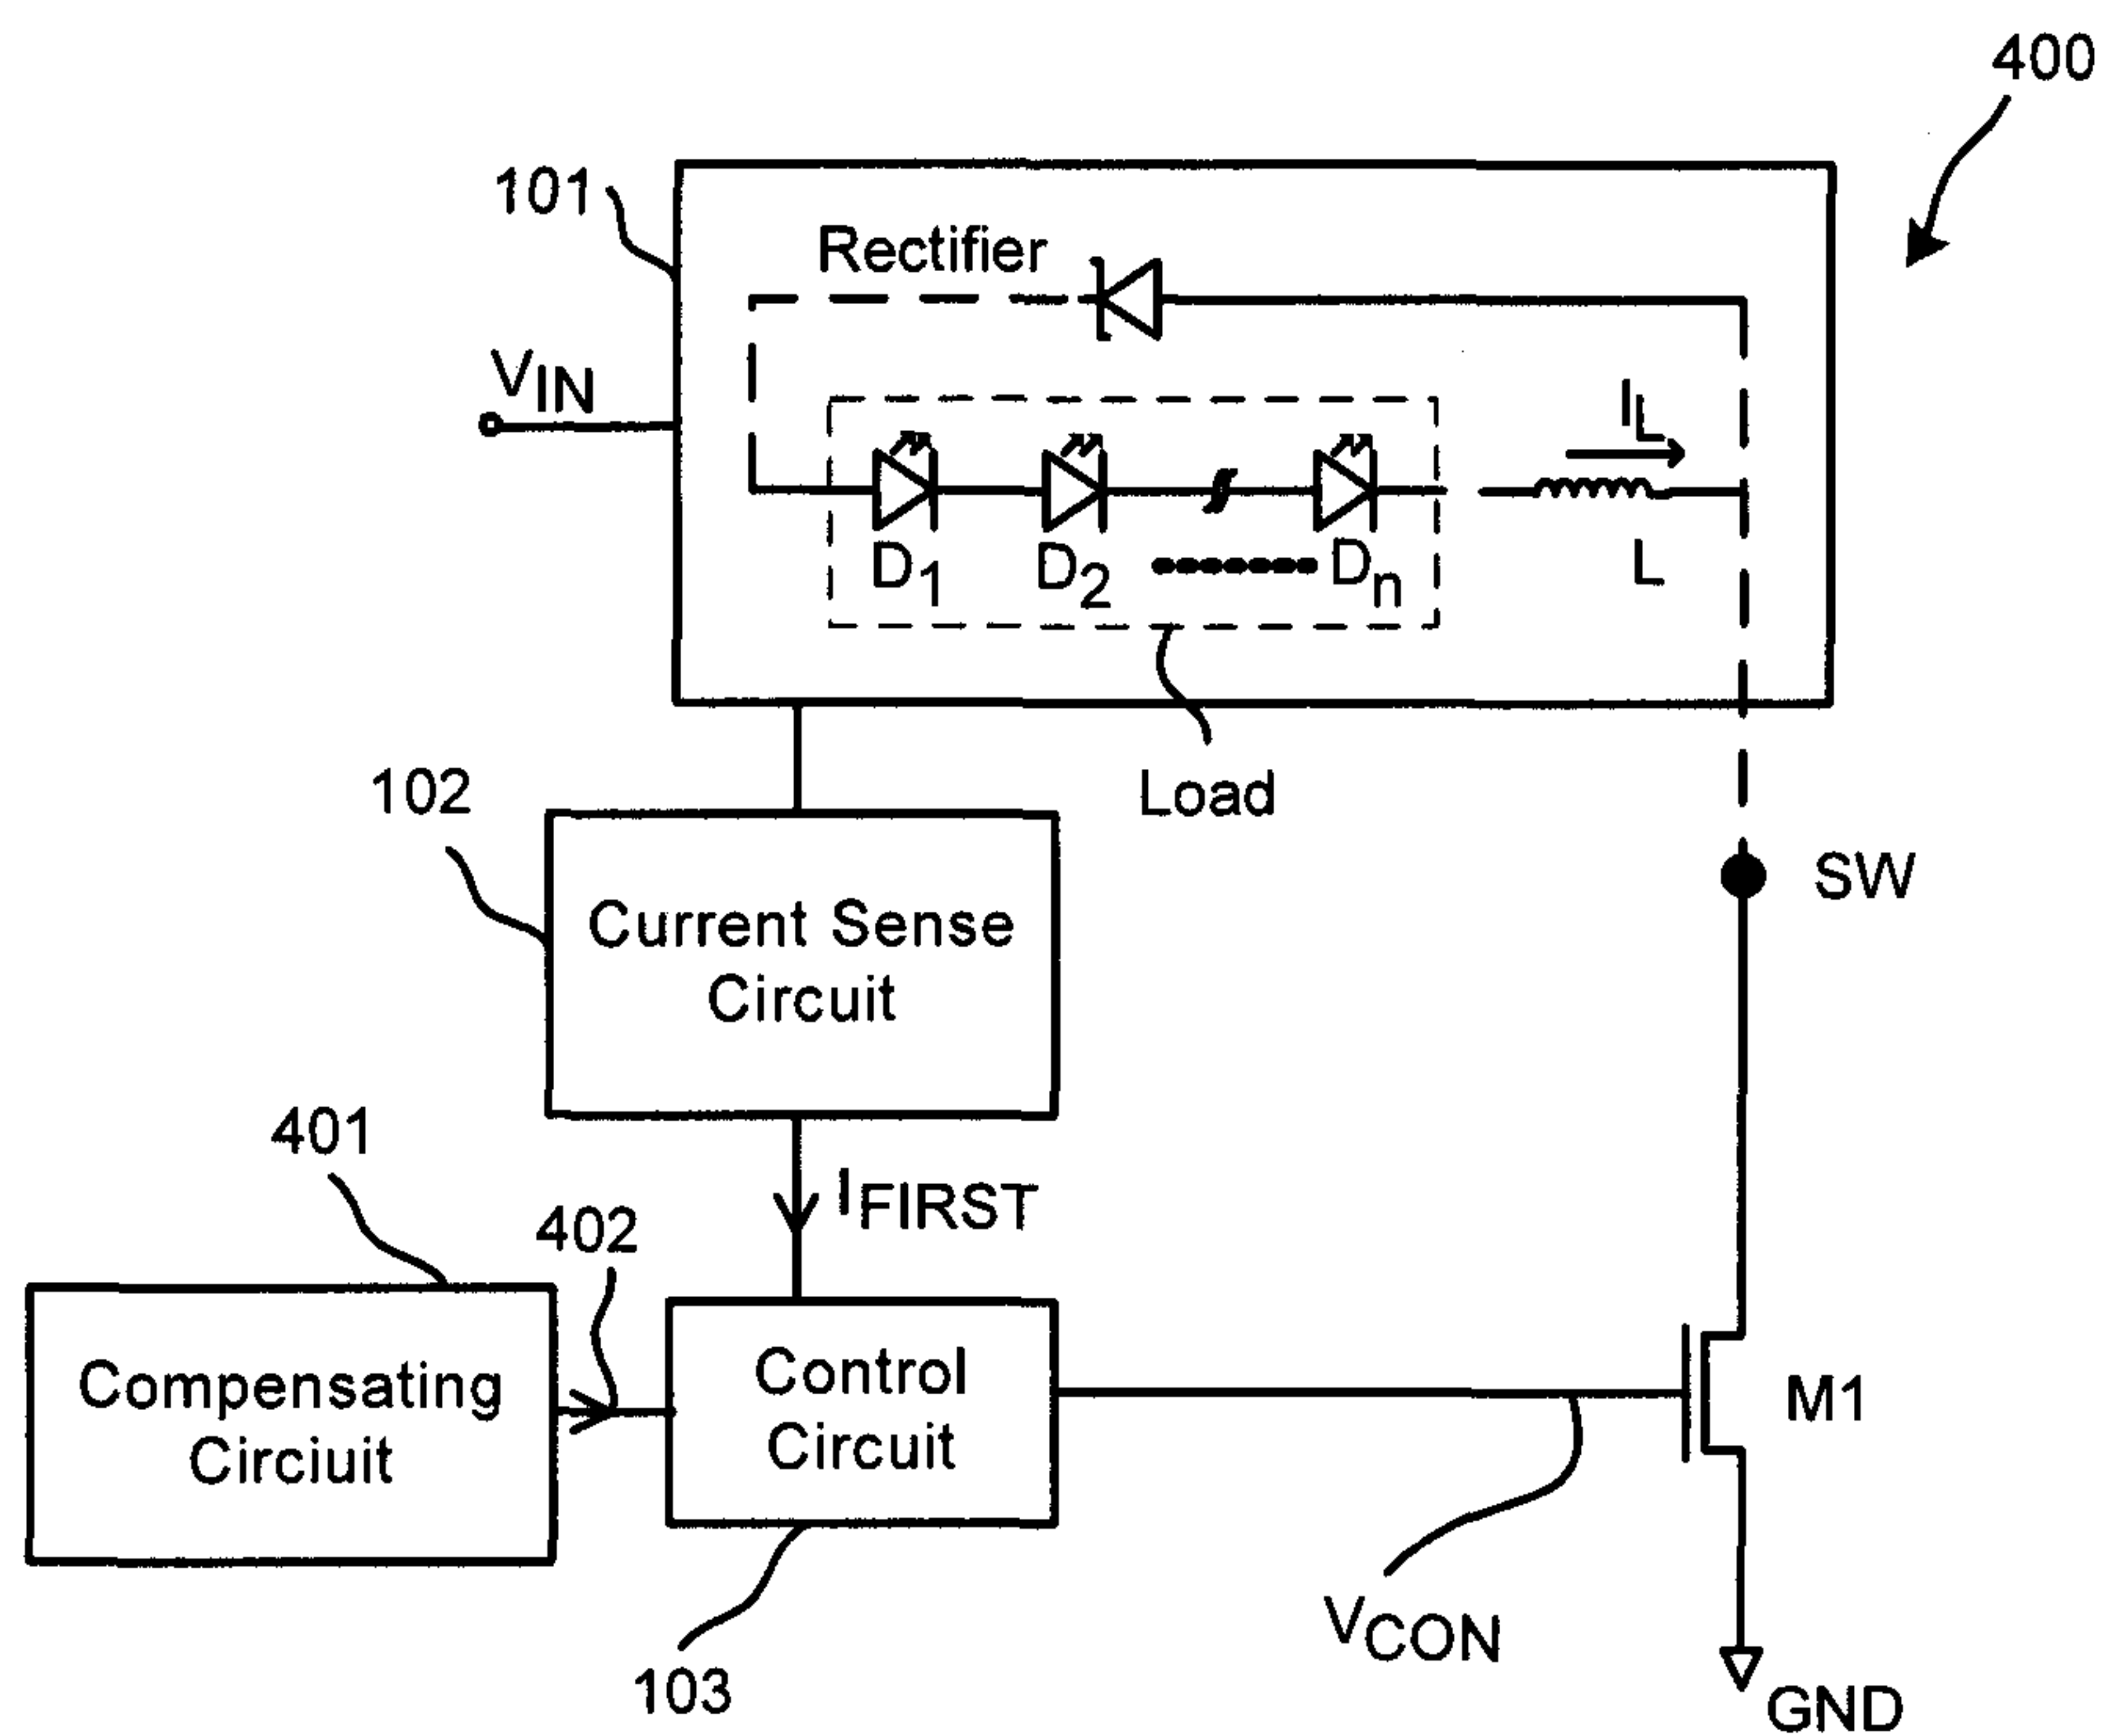 400
101
Rectifier
VIN
IL
D1
D2
Dn
L
Load
102
SW
Current Sense
Circuit
401
402
IFIRST
Compensating
Circiuit
Control
Circuit
M1
VCON
103
GND